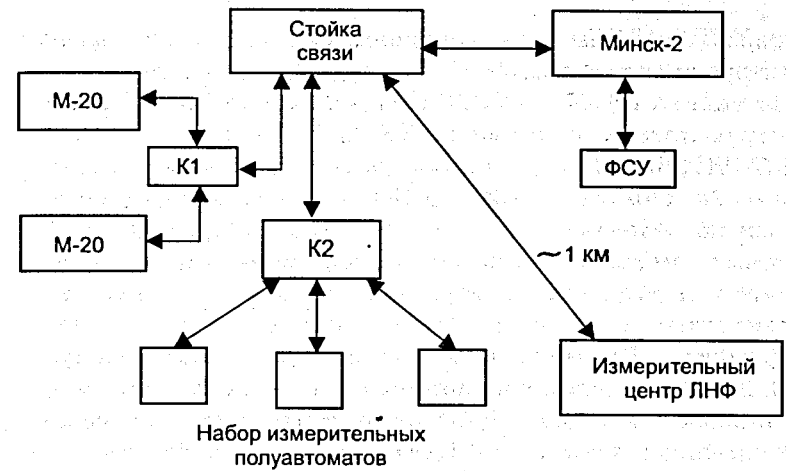 Стойка
связи
Минск-2
М-20
К1
ФСУ
М-20
К2
~1 км
Измерительный
центр ЛНФ
Набор измерительных
полуавтоматов